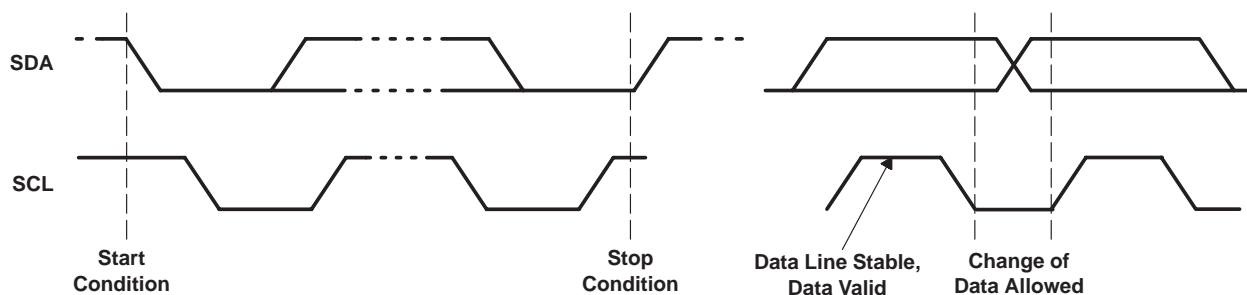 SDA
SCL
Start
Condition
Stop
Condition
Data Line Stable,
Data Valid
Change of
Data Allowed